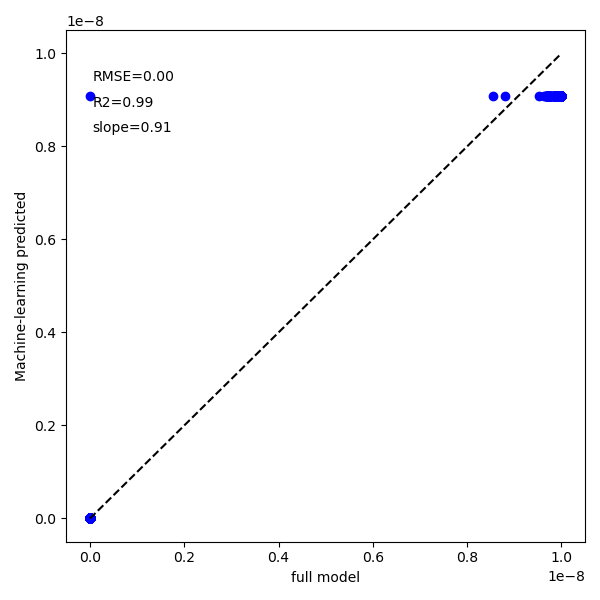 1e−8
1.0
RMSE=0.00
R2=0.99
slope=0.91
0.8
0.6
0.4
0.2
0.0
Machine-learning predicted
0.0 0.2 0.4 0.6 0.8 1.0
1e−8
full model